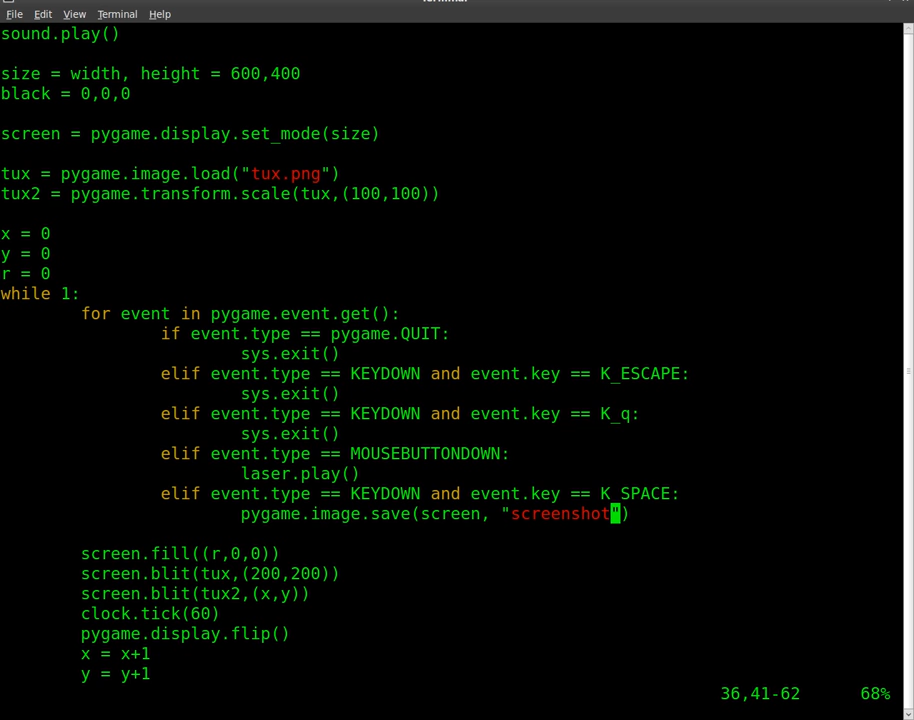 File Edit View Terminal Help
sound.play()
size = width, height = 600,400
black = 0,0,0
screen = pygame.display.set_mode(size)
tux = pygame.image.load("tux.png")
tux2 = pygame.transform.scale(tux,(100,100))
x = 0
y = 0
r = 0
while 1:
        for event in pygame.event.get():
                if event.type == pygame.QUIT:
                        sys.exit()
                elif event.type == KEYDOWN and event.key == K_ESCAPE:
                        sys.exit()
                elif event.type == KEYDOWN and event.key == K_q:
                        sys.exit()
                elif event.type == MOUSEBUTTONDOWN:
                        laser.play()
                elif event.type == KEYDOWN and event.key == K_SPACE:
                        pygame.image.save(screen, "screenshot")
        screen.fill((r,0,0))
        screen.blit(tux,(200,200))
        screen.blit(tux2,(x,y))
        clock.tick(60)
        pygame.display.flip()
        x = x+1
        y = y+1
36,41-62 68%